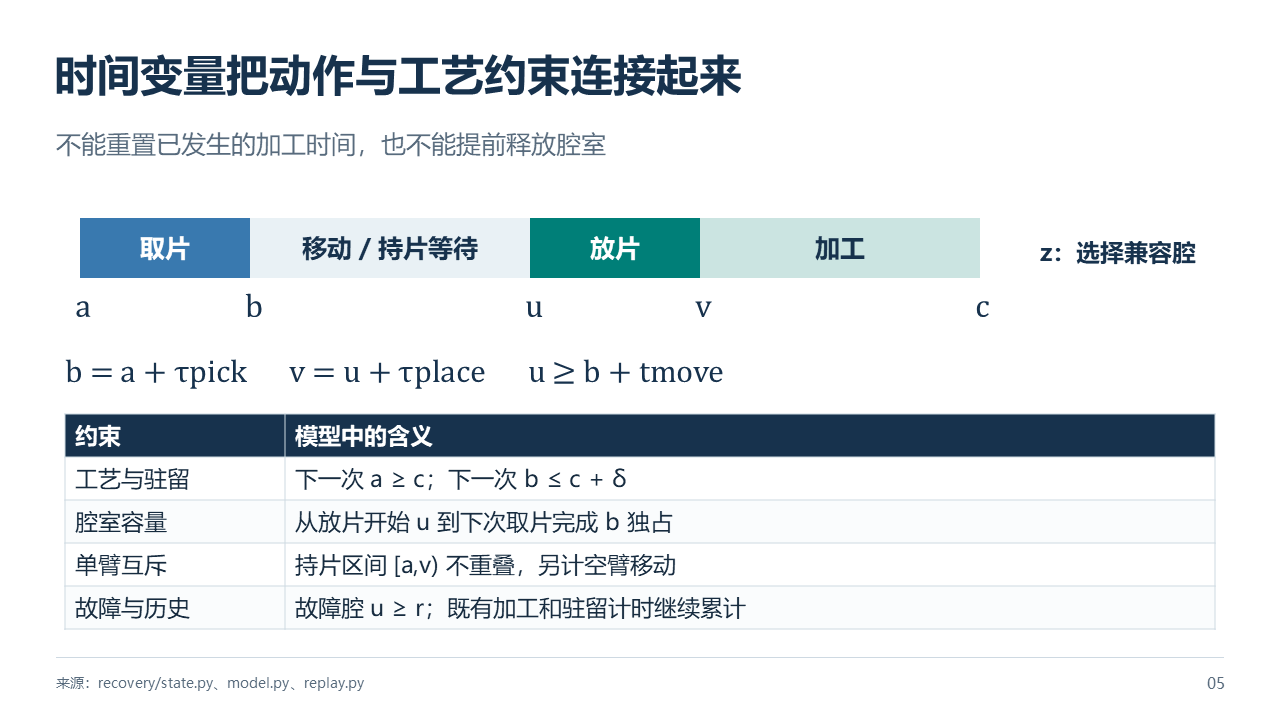 时间变量把动作与工艺约束连接起来
不能重置已发生的加工时间，也不能提前释放腔室
取片 移动 / 持片等待 放片 加工 z：选择兼容腔
a b u v c
b = a + τpick v = u + τplace u ≥ b + tmove
约束 模型中的含义
工艺与驻留 下一次 a ≥ c；下一次 b ≤ c + δ
腔室容量 从放片开始 u 到下次取片完成 b 独占
单臂互斥 持片区间 [a,v) 不重叠，另计空臂移动
故障与历史 故障腔 u ≥ r；既有加工和驻留计时继续累计
来源：recovery/state.py、model.py、replay.py 05